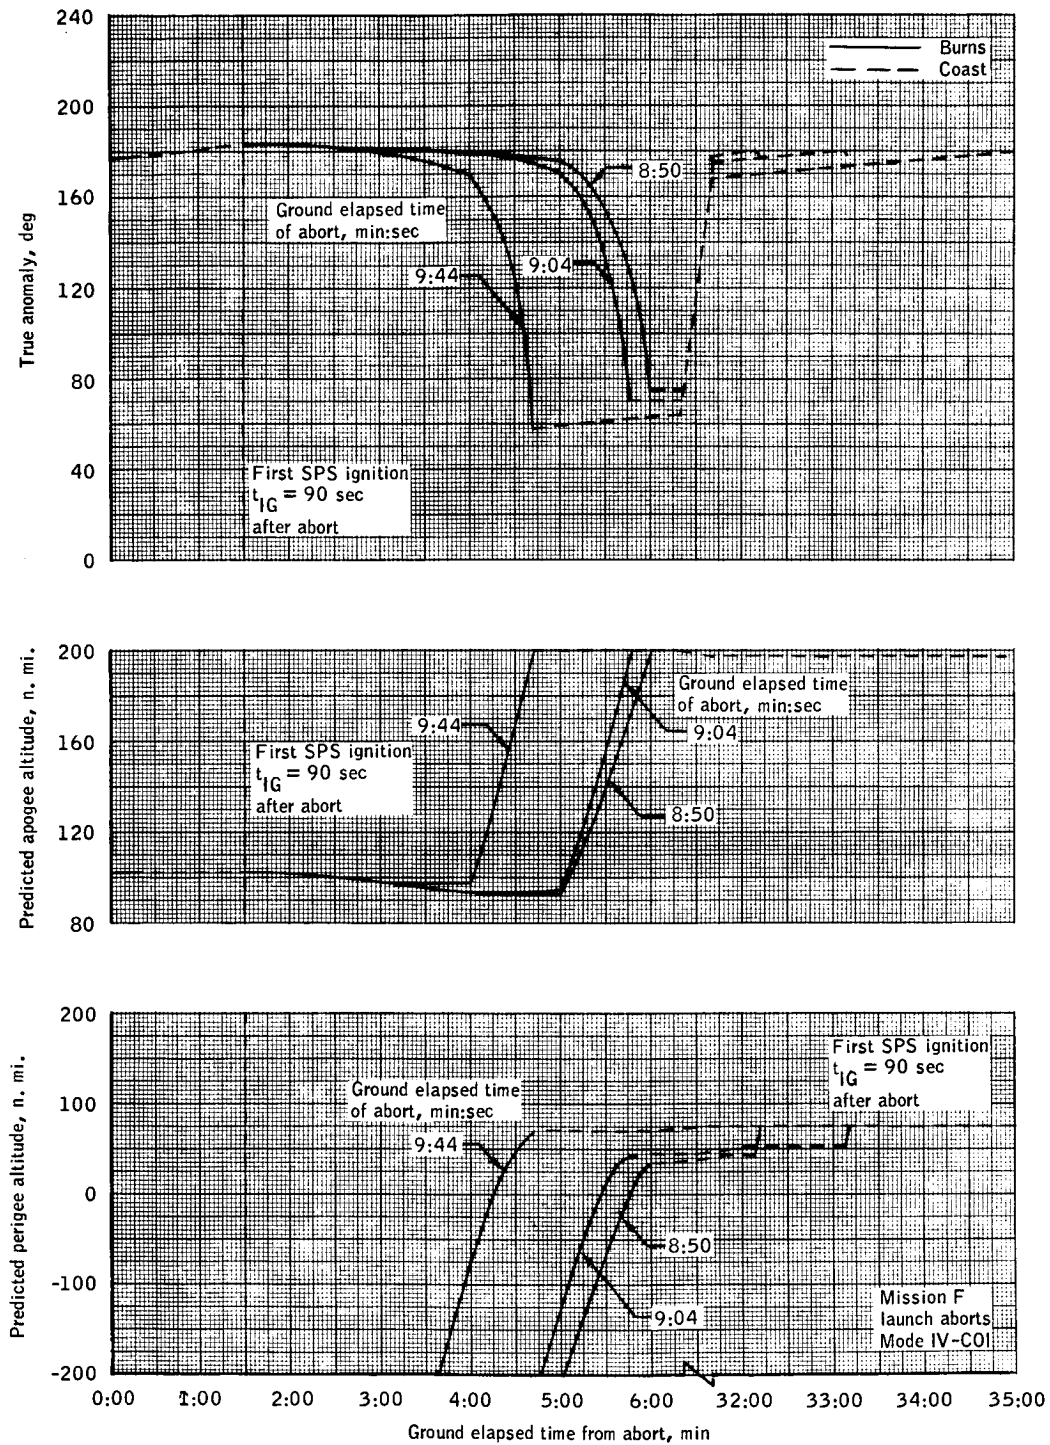 240
200
160
120
80
40
0
True anomaly, deg
Burns
Coast
8:50
Ground elapsed time
of abort, min:sec
9:44
9:04
First SPS ignition
tIG = 90 sec
after abort
200
160
120
80
Predicted apogee altitude, n. mi.
Ground elapsed time
of abort, min:sec
9:44
9:04
First SPS ignition
tIG = 90 sec
after abort
8:50
200
100
0
-100
-200
Predicted perigee altitude, n. mi.
First SPS ignition
tIG = 90 sec
after abort
Ground elapsed time
of abort, min:sec
9:44
8:50
9:04
Mission F
launch aborts
Mode IV-COI
0:00 1:00 2:00 3:00 4:00 5:00 6:00 32:00 33:00 34:00 35:00
Ground elapsed time from abort, min